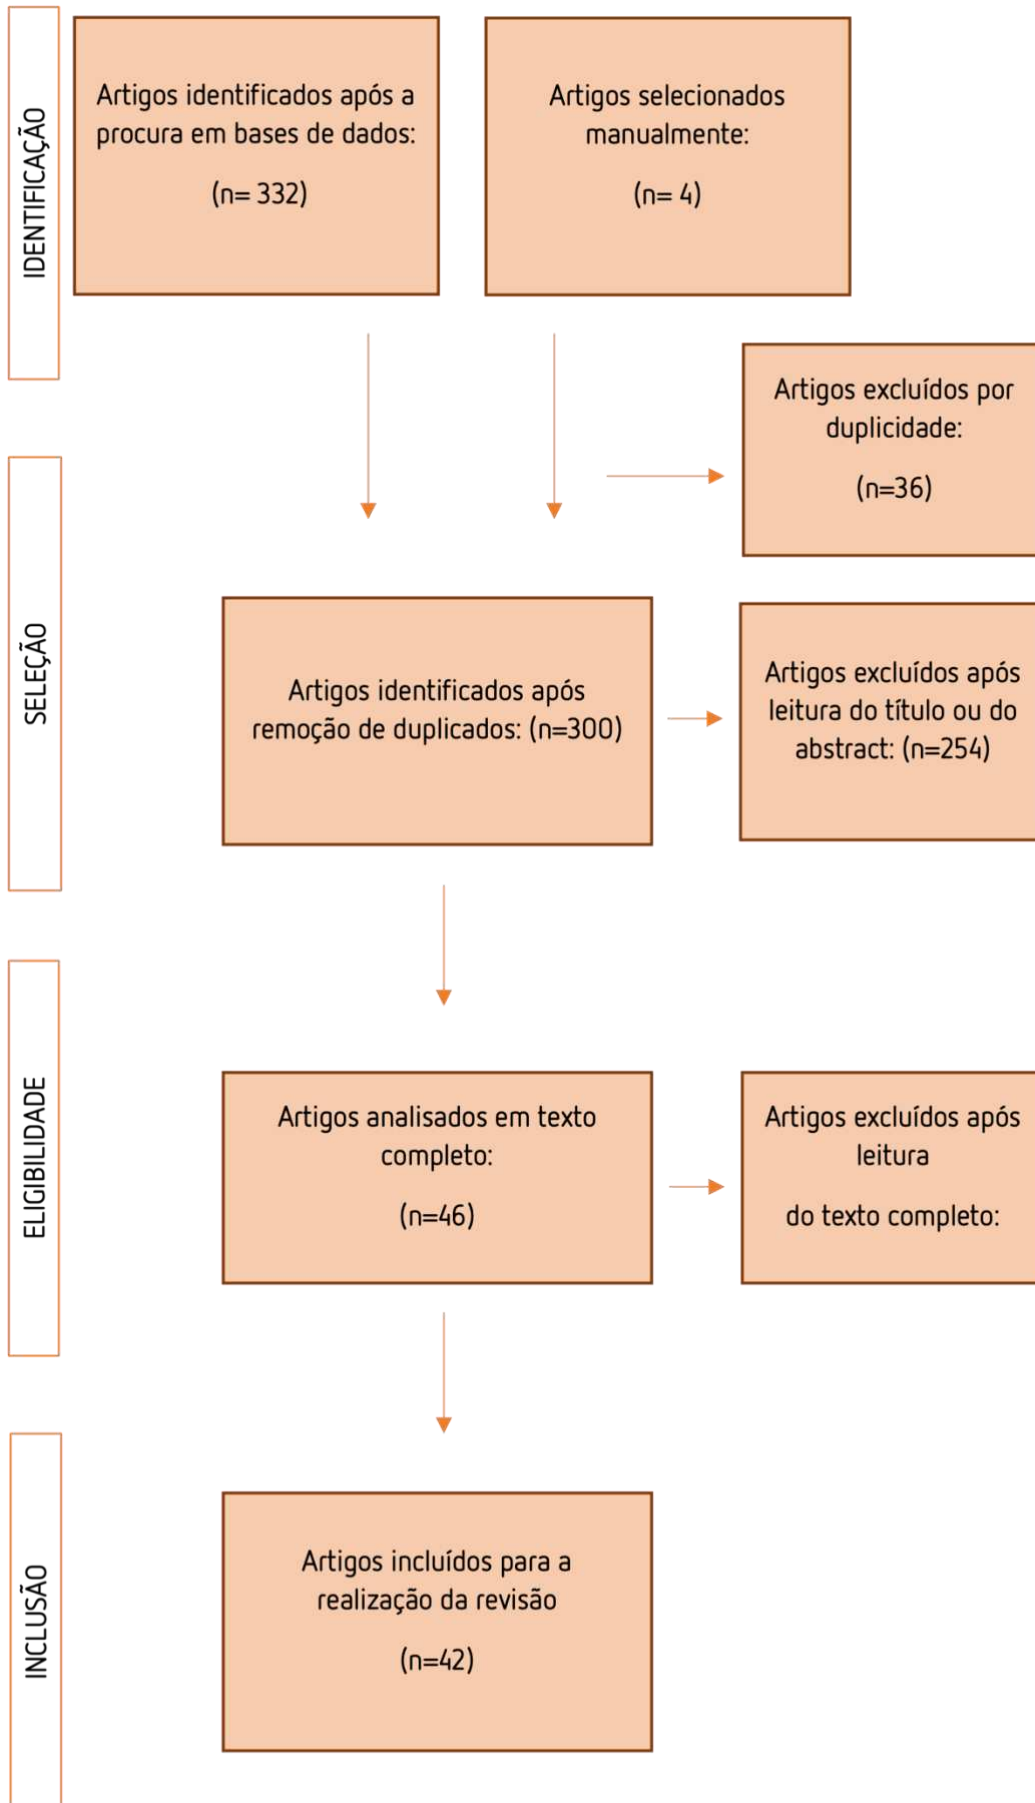 IDENTIFICAÇÃO
Artigos identificados após a
procura em bases de dados:
(n= 332)
Artigos selecionados
manualmente:
(n= 4)
Artigos excluídos por
duplicidade:
(n=36)
SELEÇÃO
Artigos identificados após
remoção de duplicados: (n=300)
Artigos excluídos após
leitura do título ou do
abstract: (n=254)
ELIGIBILIDADE
Artigos analisados em texto
completo:
(n=46)
Artigos excluídos após
leitura
do texto completo:
INCLUSÃO
Artigos incluídos para a
realização da revisão
(n=42)